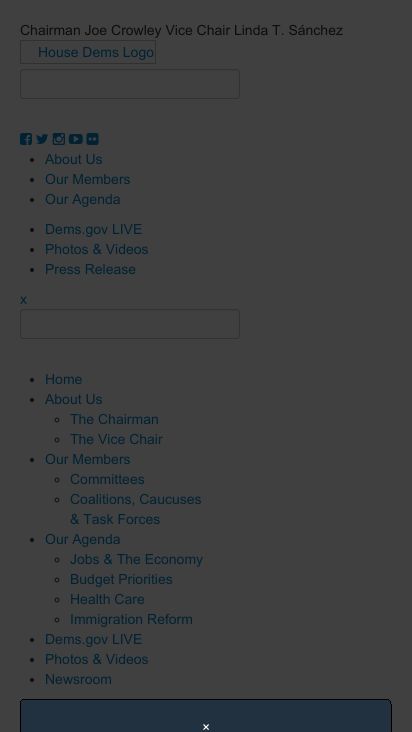 Chairman Joe Crowley Vice Chair Linda T. Sánchez
House Dems Logo
About Us
Our Members
Our Agenda
Dems.gov LIVE
Photos & Videos
Press Release
x
Home
About Us
The Chairman
The Vice Chair
Our Members
Committees
Coalitions, Caucuses
& Task Forces
Our Agenda
Jobs & The Economy
Budget Priorities
Health Care
Immigration Reform
Dems.gov LIVE
Photos & Videos
Newsroom
×